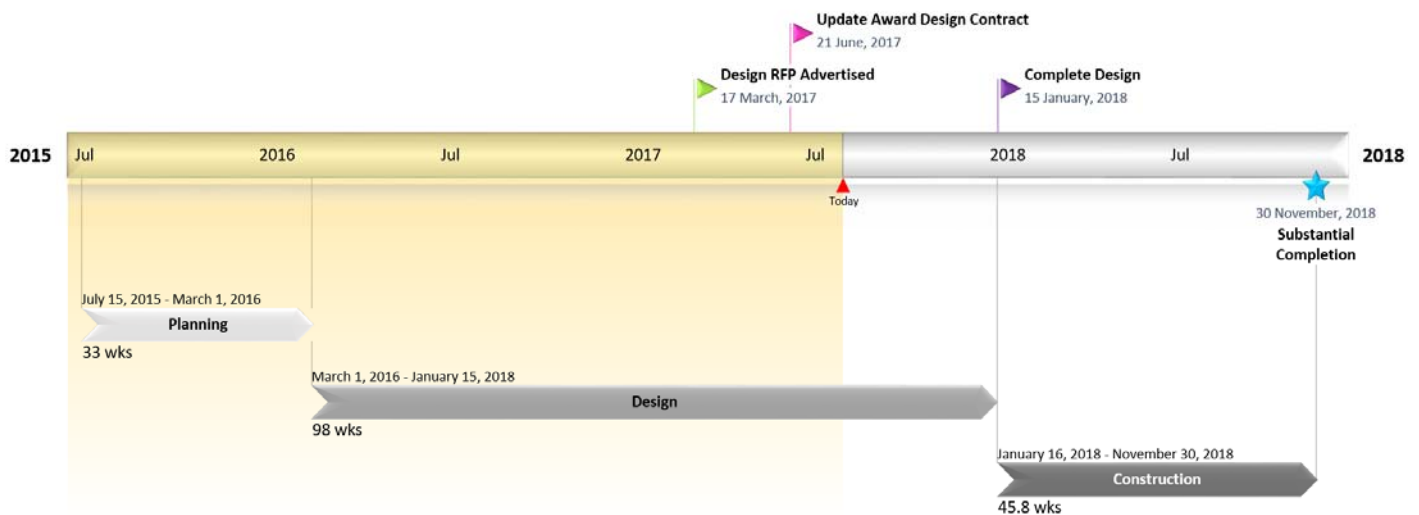 Update Award Design Contract
21 June, 2017
Design RFP Advertised
17 March, 2017
Complete Design
15 January, 2018
2015 Jul 2016 Jul 2017 Jul 2018 Jul 2018
Today
30 November, 2018
Substantial
Completion
July 15, 2015 - March 1, 2016
Planning
33 wks
March 1, 2016 - January 15, 2018
Design
98 wks
January 16, 2018 - November 30, 2018
Construction
45.8 wks